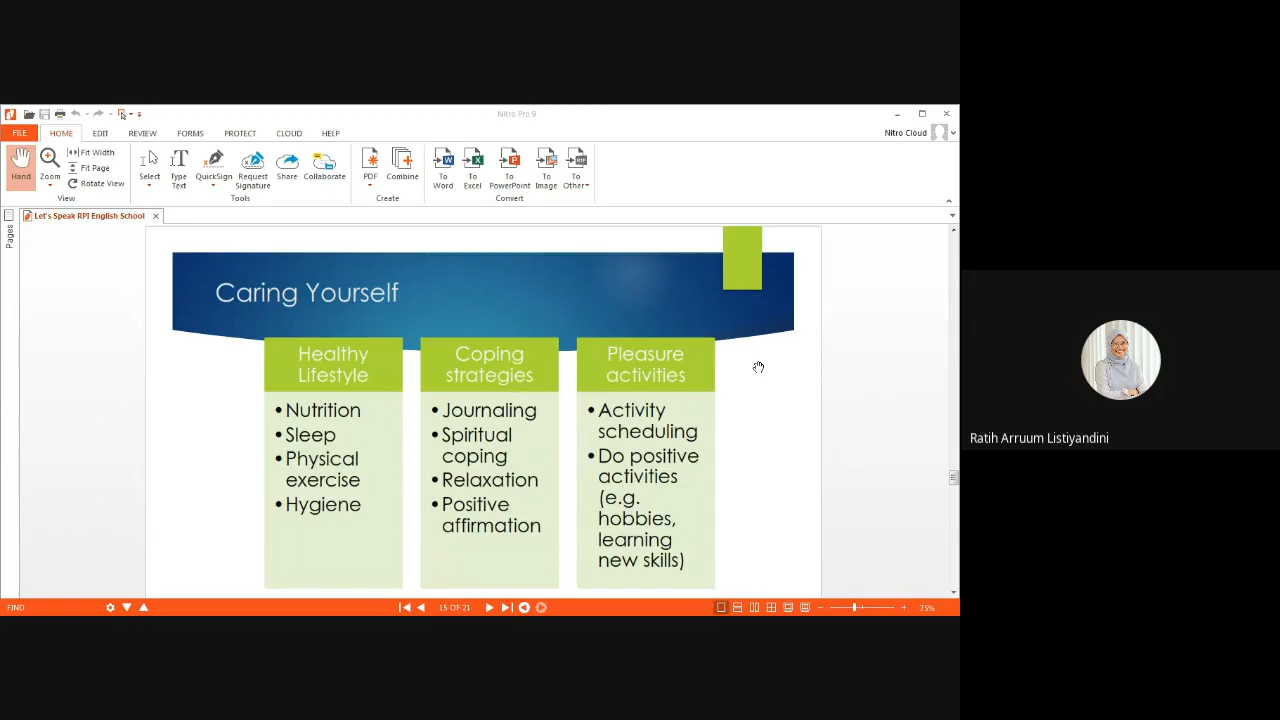 Nitro Pro 9
FILE
HOME
EDIT
REVIEW
FORMS
PROTECT
CLOUD
HELP
Nitro Cloud
Hand
Zoom
Fit Width
Fit Page
Rotate View
View
Select
Type
Text
QuickSign
Request
Signature
Share
Collaborate
Tools
PDF
Combine
Create
To
Word
To
Excel
To
PowerPoint
To
Image
To
Other
Convert
Let's Speak RPI English School
Pages
Caring Yourself
Healthy
Lifestyle
• Nutrition
• Sleep
• Physical
exercise
• Hygiene
Coping
strategies
• Journaling
• Spiritual
coping
• Relaxation
• Positive
affirmation
Pleasure
activities
• Activity
scheduling
• Do positive
activities
(e.g.
hobbies,
learning
new skills)
Ratih Arruum Listiyandini
FIND
15 OF 21
75%